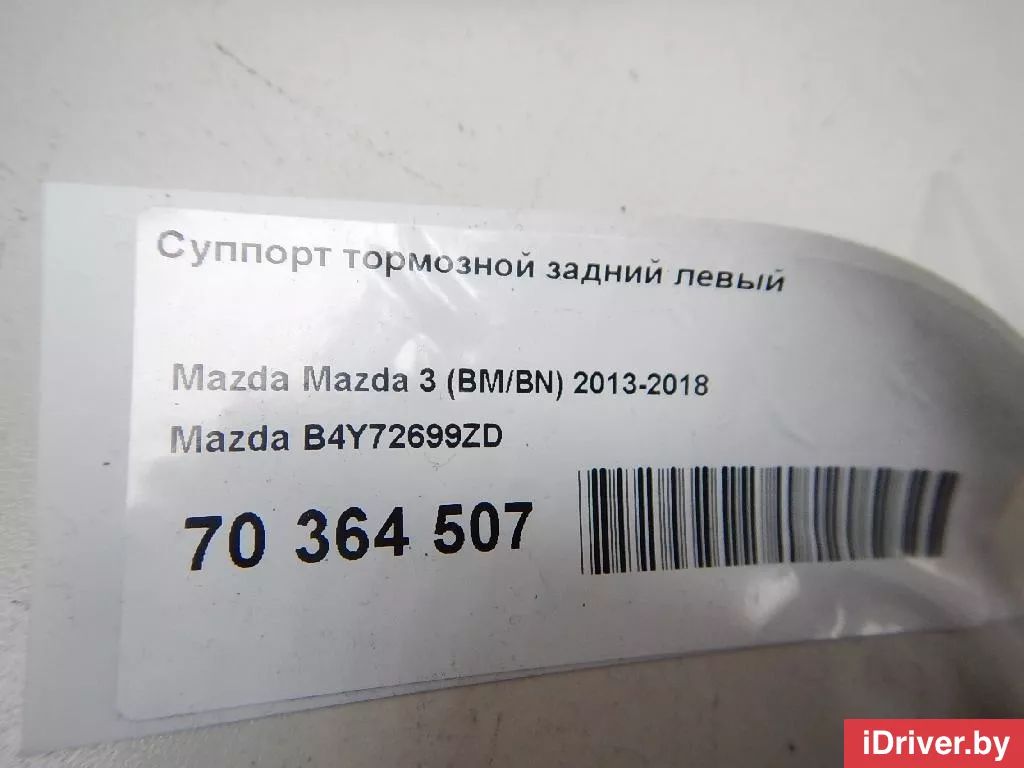 Суппорт тормозной задний левый
Mazda Mazda 3 (BM/BN) 2013-2018
Mazda B4Y72699ZD
70 364 507
iDriver.by